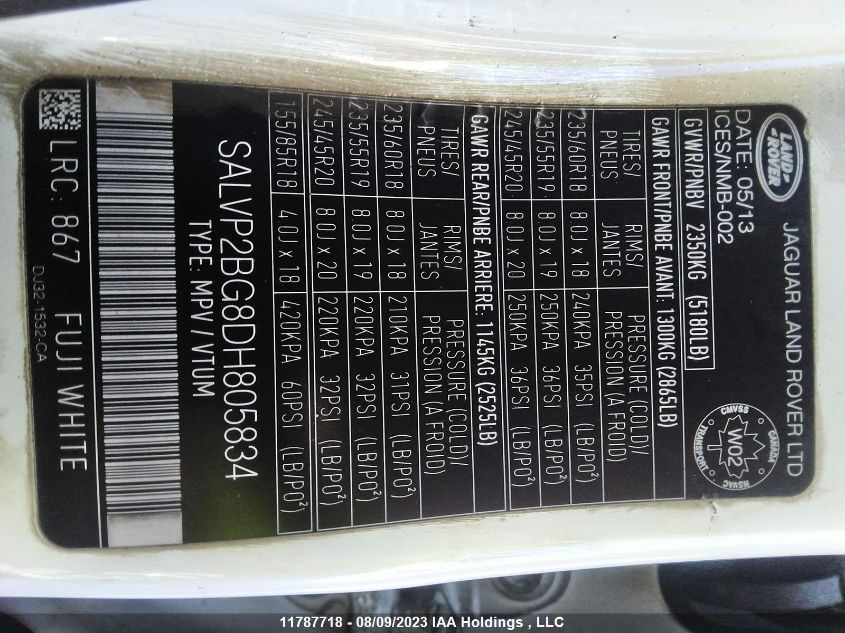 LAND-
ROVER
JAGUAR LAND ROVER LTD
DATE: 05/13
ICES/NMB-002
GVWR/PNBV 2350KG (5180LB)
CMVSS
CANADA
NSVAC
TRANSPORT
W02
GAWR FRONT/PNBE AVANT: 1300KG (2865LB)
TIRES/ RIMS/ PRESSURE (COLD)/
PNEUS JANTES PRESSION (A FROID)
235/60R18 8.0J x 18 240KPA 35PSI (LB/PO²)
235/55R19 8.0J x 19 250KPA 36PSI (LB/PO²)
245/45R20 8.0J x 20 250KPA 36PSI (LB/PO²)
GAWR REAR/PNBE ARRIERE: 1145KG (2525LB)
TIRES/ RIMS/ PRESSURE (COLD)/
PNEUS JANTES PRESSION (A FROID)
235/60R18 8.0J x 18 210KPA 31PSI (LB/PO²)
235/55R19 8.0J x 19 220KPA 32PSI (LB/PO²)
245/45R20 8.0J x 20 220KPA 32PSI (LB/PO²)
155/85R18 4.0J x 18 420KPA 60PSI (LB/PO²)
TYPE: MPV / VTUM
SALVP2BG8DH805834
LRC: 867 FUJI WHITE
DJ32-1532-CA
11787718 - 08/09/2023 IAA Holdings , LLC